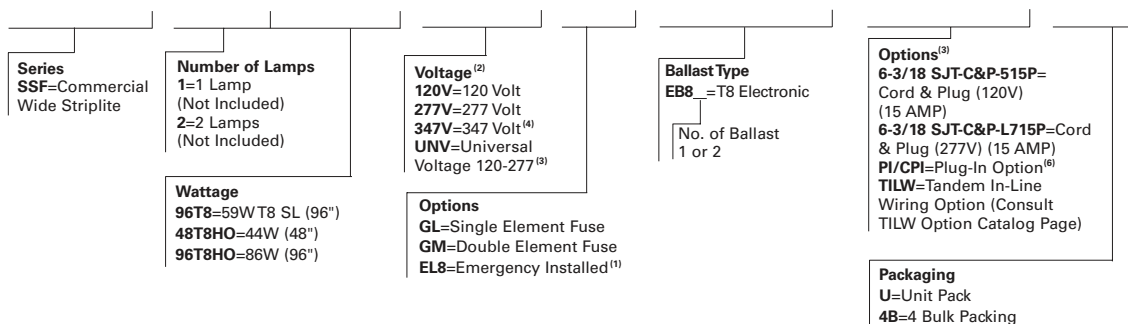 Series
SSF=Commercial
Wide Striplite
Number of Lamps
1=1 Lamp
(Not Included)
2=2 Lamps
(Not Included)
Wattage
96T8=59W T8 SL (96")
48T8HO=44W (48")
96T8HO=86W (96")
Voltage(2)
120V=120 Volt
277V=277 Volt
347V=347 Volt(4)
UNV=Universal
Voltage 120-277(3)
Options
GL=Single Element Fuse
GM=Double Element Fuse
EL8=Emergency Installed(1)
Ballast Type
EB8__=T8 Electronic
No. of Ballast
1 or 2
Options(3)
6-3/18 SJT-C&P-515P=
Cord & Plug (120V)
(15 AMP)
6-3/18 SJT-C&P-L715P=Cord
& Plug (277V) (15 AMP)
PI/CPI=Plug-In Option(6)
TILW=Tandem In-Line
Wiring Option (Consult
TILW Option Catalog Page)
Packaging
U=Unit Pack
4B=4 Bulk Packing